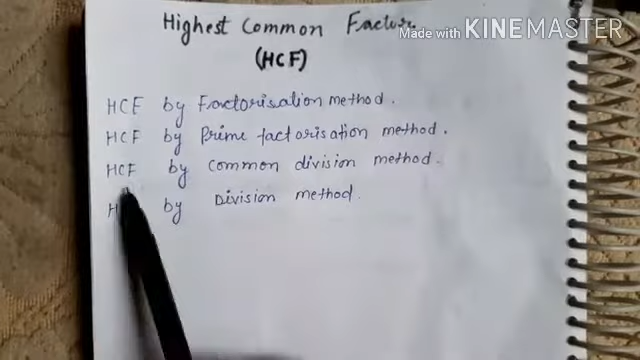 Highest Common Factor
Made with KINEMASTER
(HCF)
HCF by Factorisation method.
HCF by Prime factorisation method.
HCF by Common division method.
by Division method.